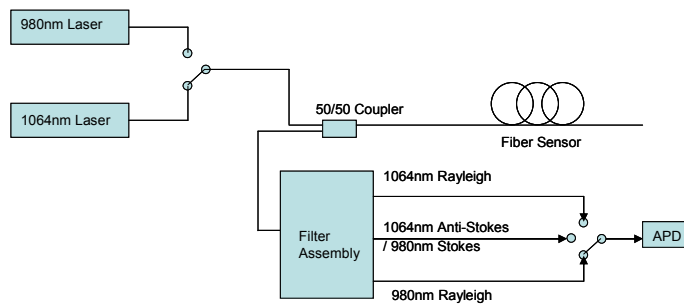 980nm Laser
1064nm Laser
50/50 Coupler
Fiber Sensor
1064nm Rayleigh
Filter
Assembly
1064nm Anti-Stokes
/ 980nm Stokes
980nm Rayleigh
APD